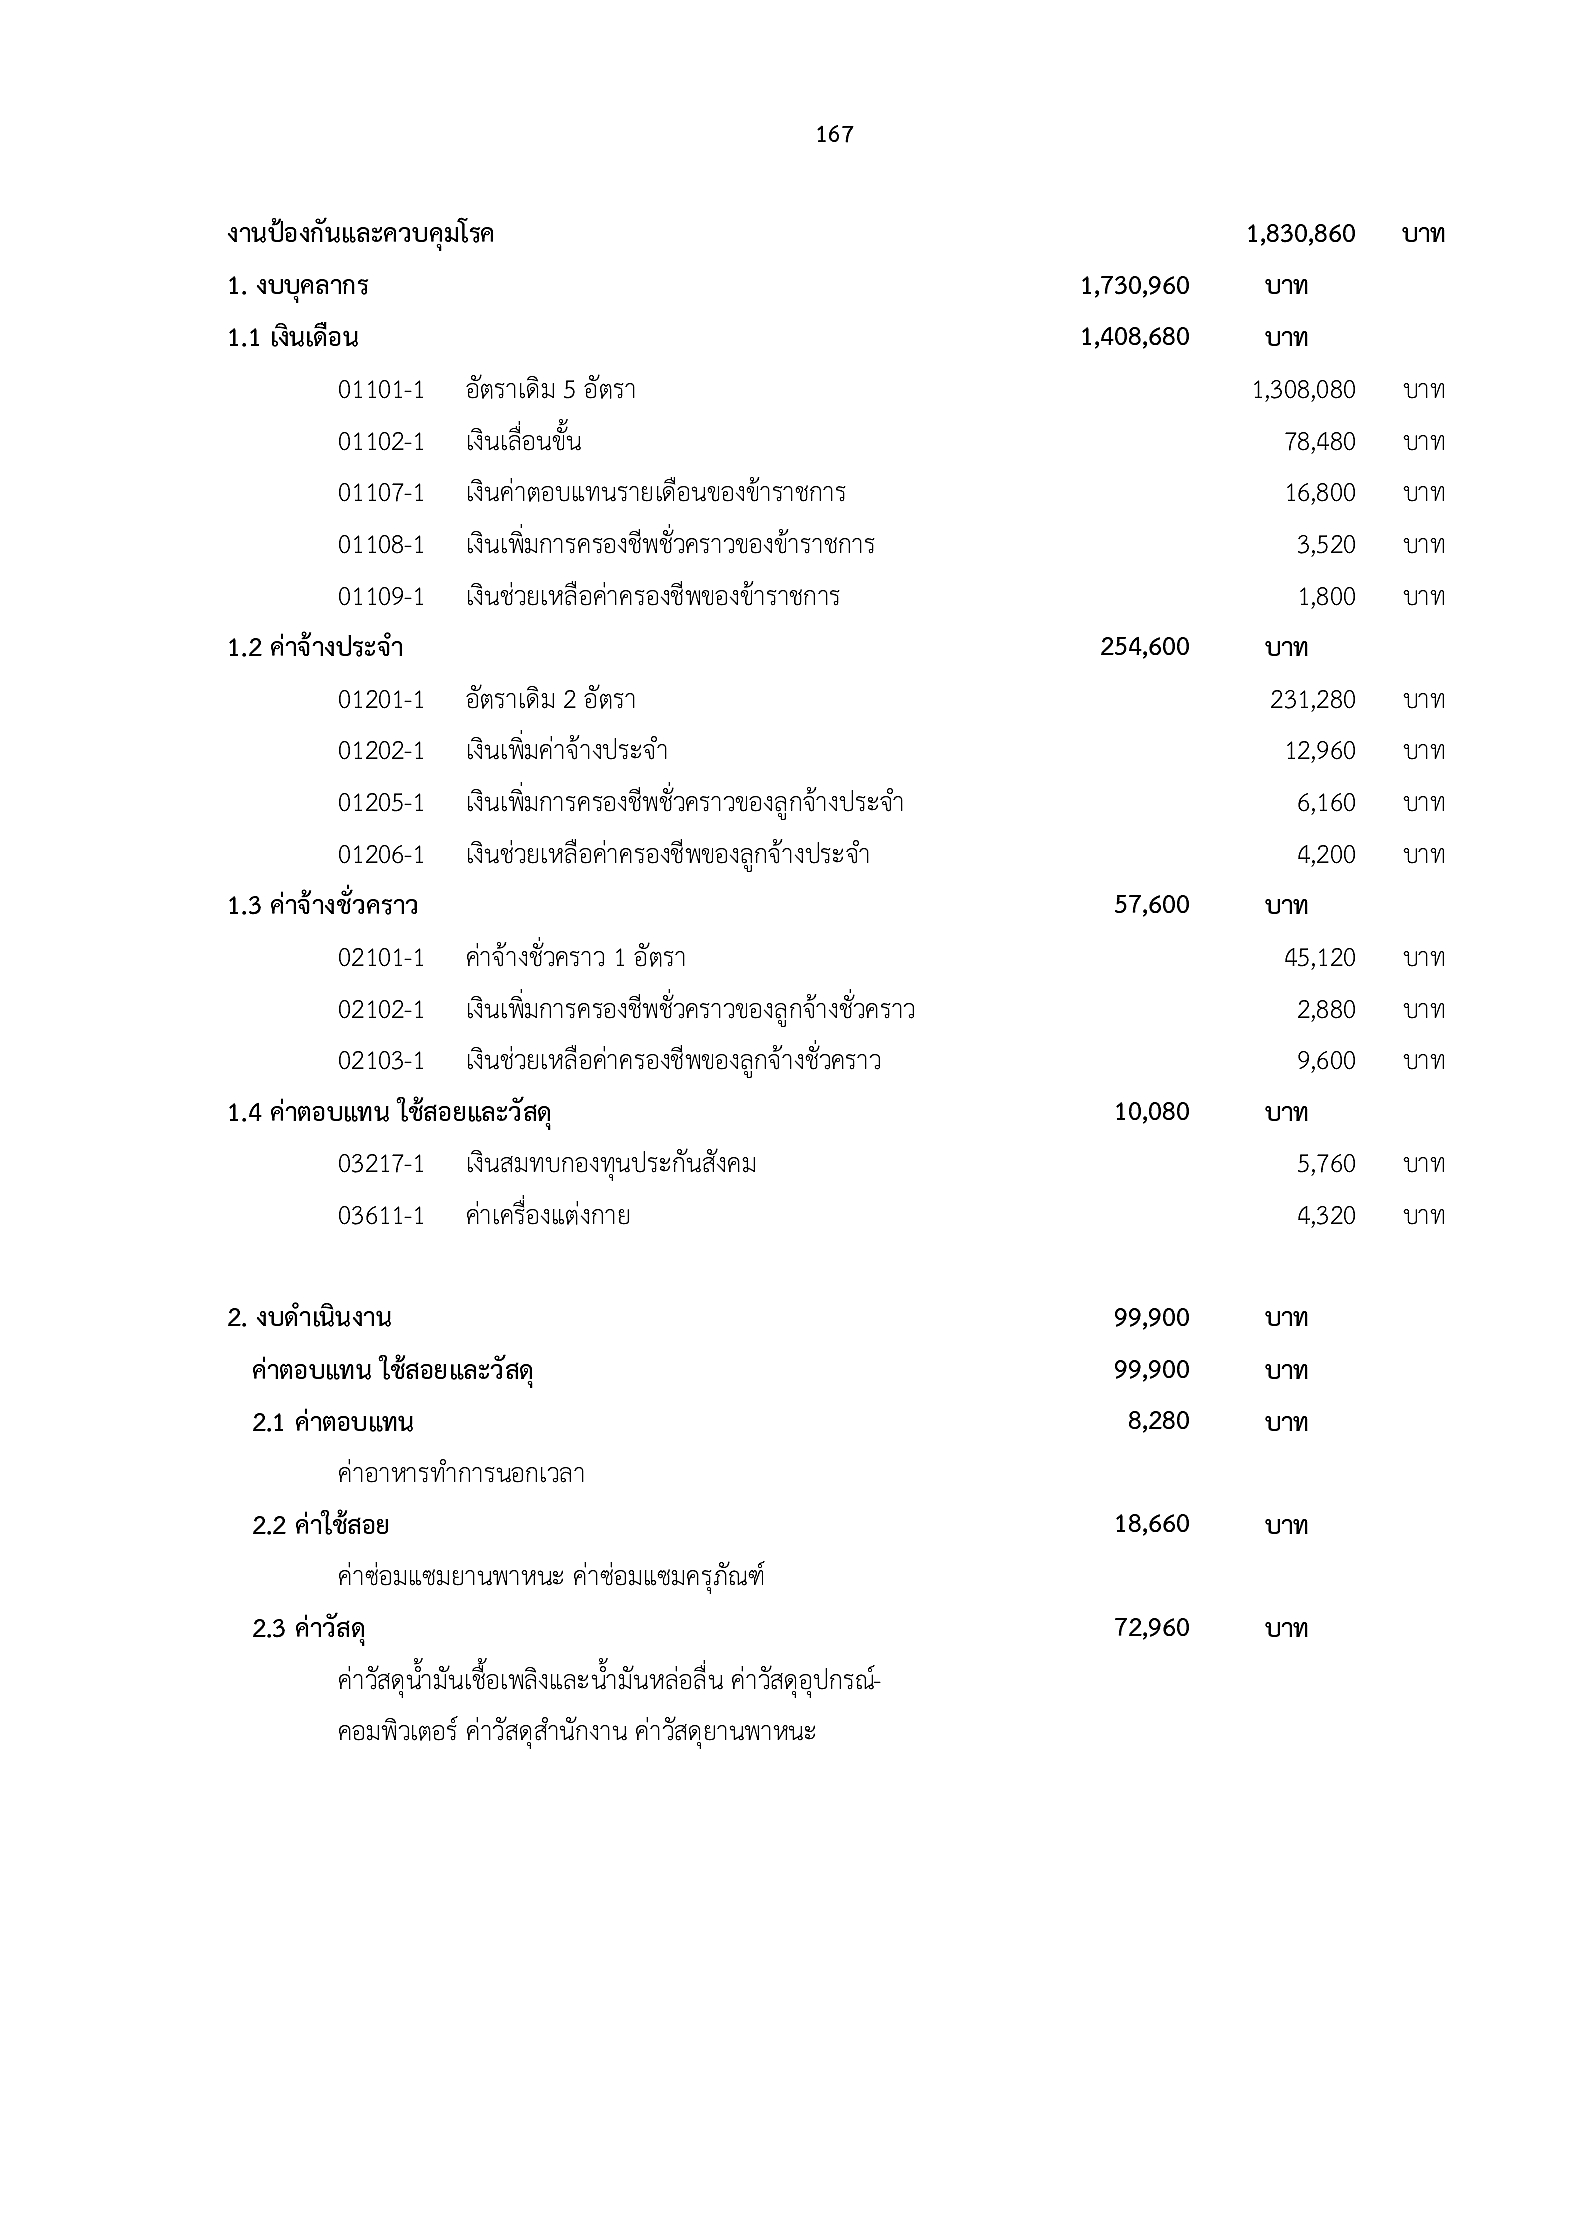 167
งานป้องกันและควบคุมโรค 1,830,860 บาท
1. งบบุคลากร 1,730,960 บาท
1.1 เงินเดือน 1,408,680 บาท
01101-1 อัตราเดิม 5 อัตรา 1,308,080 บาท
01102-1 เงินเลื่อนขั้น 78,480 บาท
01107-1 เงินค่าตอบแทนรายเดือนของข้าราชการ 16,800 บาท
01108-1 เงินเพิ่มการครองชีพชั่วคราวของข้าราชการ 3,520 บาท
01109-1 เงินช่วยเหลือค่าครองชีพของข้าราชการ 1,800 บาท
1.2 ค่าจ้างประจำ 254,600 บาท
01201-1 อัตราเดิม 2 อัตรา 231,280 บาท
01202-1 เงินเพิ่มค่าจ้างประจำ 12,960 บาท
01205-1 เงินเพิ่มการครองชีพชั่วคราวของลูกจ้างประจำ 6,160 บาท
01206-1 เงินช่วยเหลือค่าครองชีพของลูกจ้างประจำ 4,200 บาท
1.3 ค่าจ้างชั่วคราว 57,600 บาท
02101-1 ค่าจ้างชั่วคราว 1 อัตรา 45,120 บาท
02102-1 เงินเพิ่มการครองชีพชั่วคราวของลูกจ้างชั่วคราว 2,880 บาท
02103-1 เงินช่วยเหลือค่าครองชีพของลูกจ้างชั่วคราว 9,600 บาท
1.4 ค่าตอบแทน ใช้สอยและวัสดุ 10,080 บาท
03217-1 เงินสมทบกองทุนประกันสังคม 5,760 บาท
03611-1 ค่าเครื่องแต่งกาย 4,320 บาท
2. งบดำเนินงาน 99,900 บาท
ค่าตอบแทน ใช้สอยและวัสดุ 99,900 บาท
2.1 ค่าตอบแทน 8,280 บาท
ค่าอาหารทำการนอกเวลา
2.2 ค่าใช้สอย 18,660 บาท
ค่าซ่อมแซมยานพาหนะ ค่าซ่อมแซมครุภัณฑ์
2.3 ค่าวัสดุ 72,960 บาท
ค่าวัสดุน้ำมันเชื้อเพลิงและน้ำมันหล่อลื่น ค่าวัสดุอุปกรณ์-
คอมพิวเตอร์ ค่าวัสดุสำนักงาน ค่าวัสดุยานพาหนะ